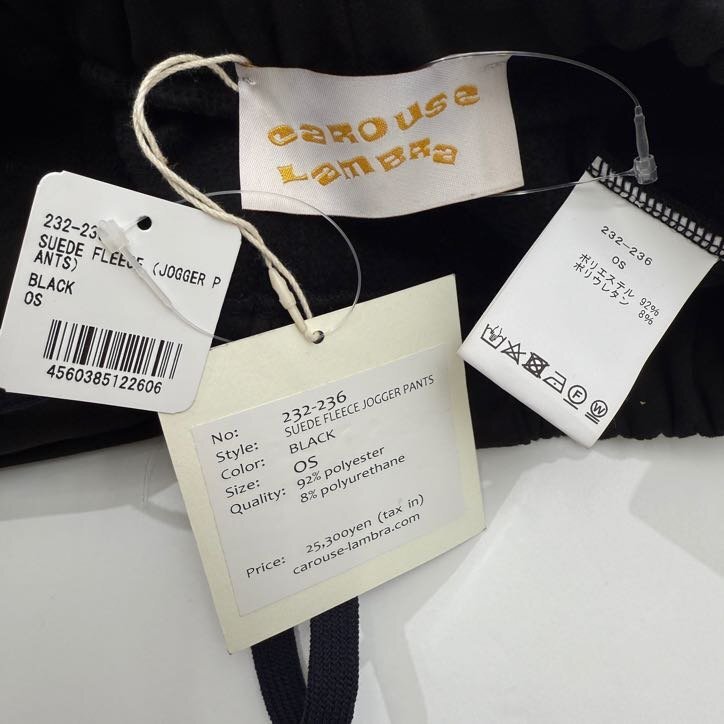 CAROUSE
LAMBRA
232-23
SUEDE FLEECE (JOGGER P
ANTS)
BLACK
OS
4560385122606
232-236
OS
ポリエステル 92%
ポリウレタン 8%
F
W
No: 232-236
Style: SUEDE FLEECE JOGGER PANTS
Color: BLACK
Size: OS
Quality: 92% polyester
8% polyurethane
Price: 25,300yen (tax in)
carouse-lambra.com